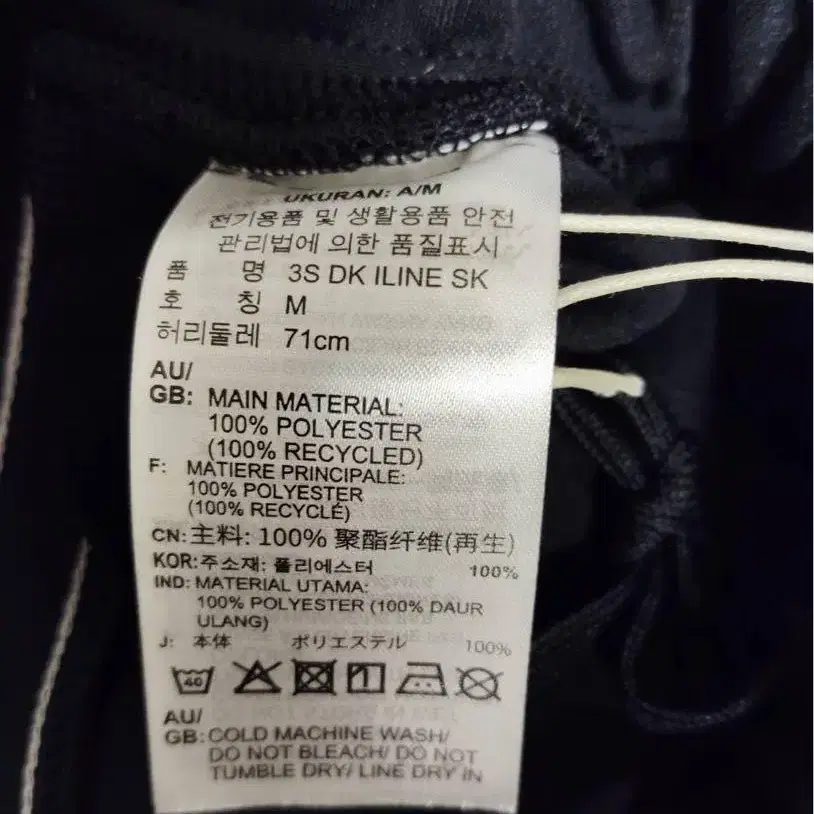 UKURAN: A/M
전기용품 및 생활용품 안전
관리법에 의한 품질표시
품 명 3S DK ILINE SK
호 칭 M
허리둘레 71cm
AU/
GB: MAIN MATERIAL:
100% POLYESTER
(100% RECYCLED)
F: MATIERE PRINCIPALE:
100% POLYESTER
(100% RECYCLÉ)
CN: 主料: 100% 聚酯纤维(再生)
KOR: 주소재: 폴리에스터 100%
IND: MATERIAL UTAMA:
100% POLYESTER (100% DAUR
ULANG)
J: 本体 ポリエステル 100%
40
AU/
GB: COLD MACHINE WASH/
DO NOT BLEACH/ DO NOT
TUMBLE DRY/ LINE DRY IN